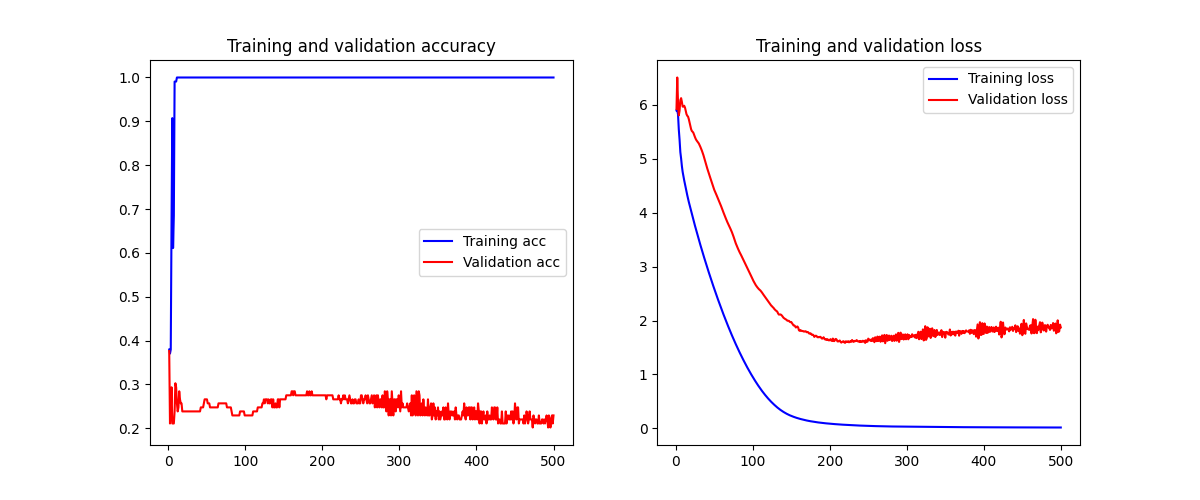 Training and validation accuracy
1.0
0.9
0.8
0.7
0.6
0.5
0.4
0.3
0.2
0 100 200 300 400 500
Training acc
Validation acc
Training and validation loss
6
5
4
3
2
1
0
0 100 200 300 400 500
Training loss
Validation loss